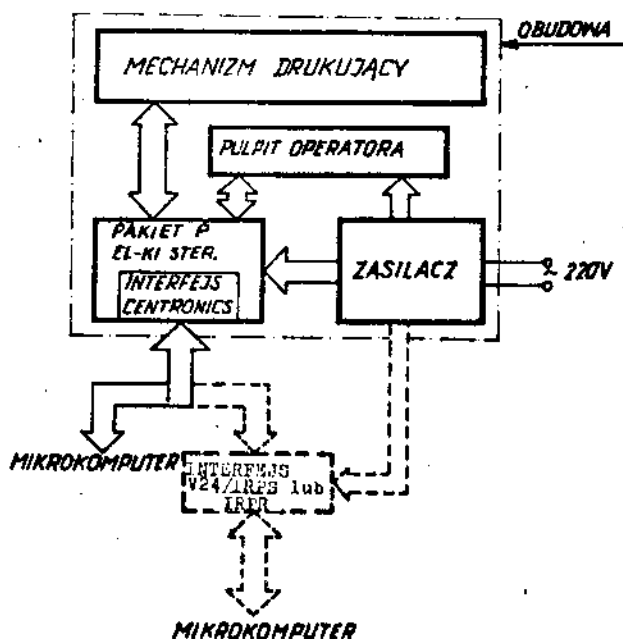 OBUDOWA
MECHANIZM DRUKUJĄCY
PULPIT OPERATORA
PAKIET P
EL-KI STER.
INTERFEJS
CENTRONICS
ZASILACZ
~ 220V
MIKROKOMPUTER
INTERFEJS
V24/IRPS lub
IRPR
MIKROKOMPUTER